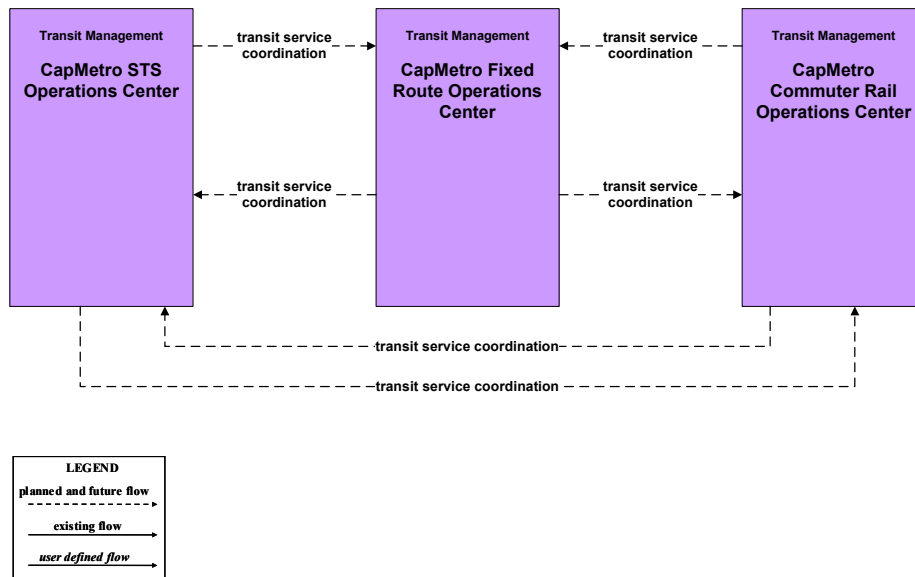 Transit Management
CapMetro STS
Operations Center
transit service
coordination
Transit Management
CapMetro Fixed
Route Operations
Center
transit service
coordination
Transit Management
CapMetro
Commuter Rail
Operations Center
transit service
coordination
transit service
coordination
transit service coordination
transit service coordination
LEGEND
planned and future flow
existing flow
user defined flow